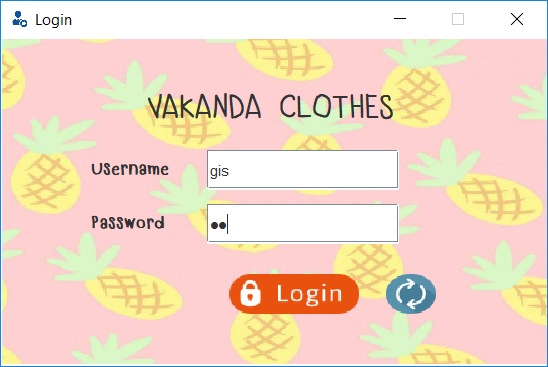 Login
VAKANDA CLOTHES
Username
gis
Password
••
Login